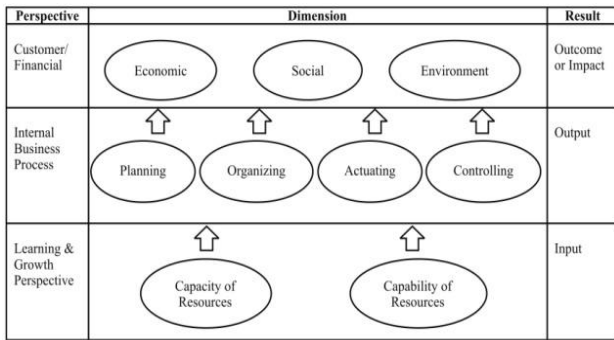 Perspective Dimension Result
Customer/
Financial
Economic Social Environment
Outcome
or Impact
Internal
Business
Process
Planning Organizing Actuating Controlling
Output
Learning &
Growth
Perspective
Capacity of
Resources
Capability of
Resources
Input